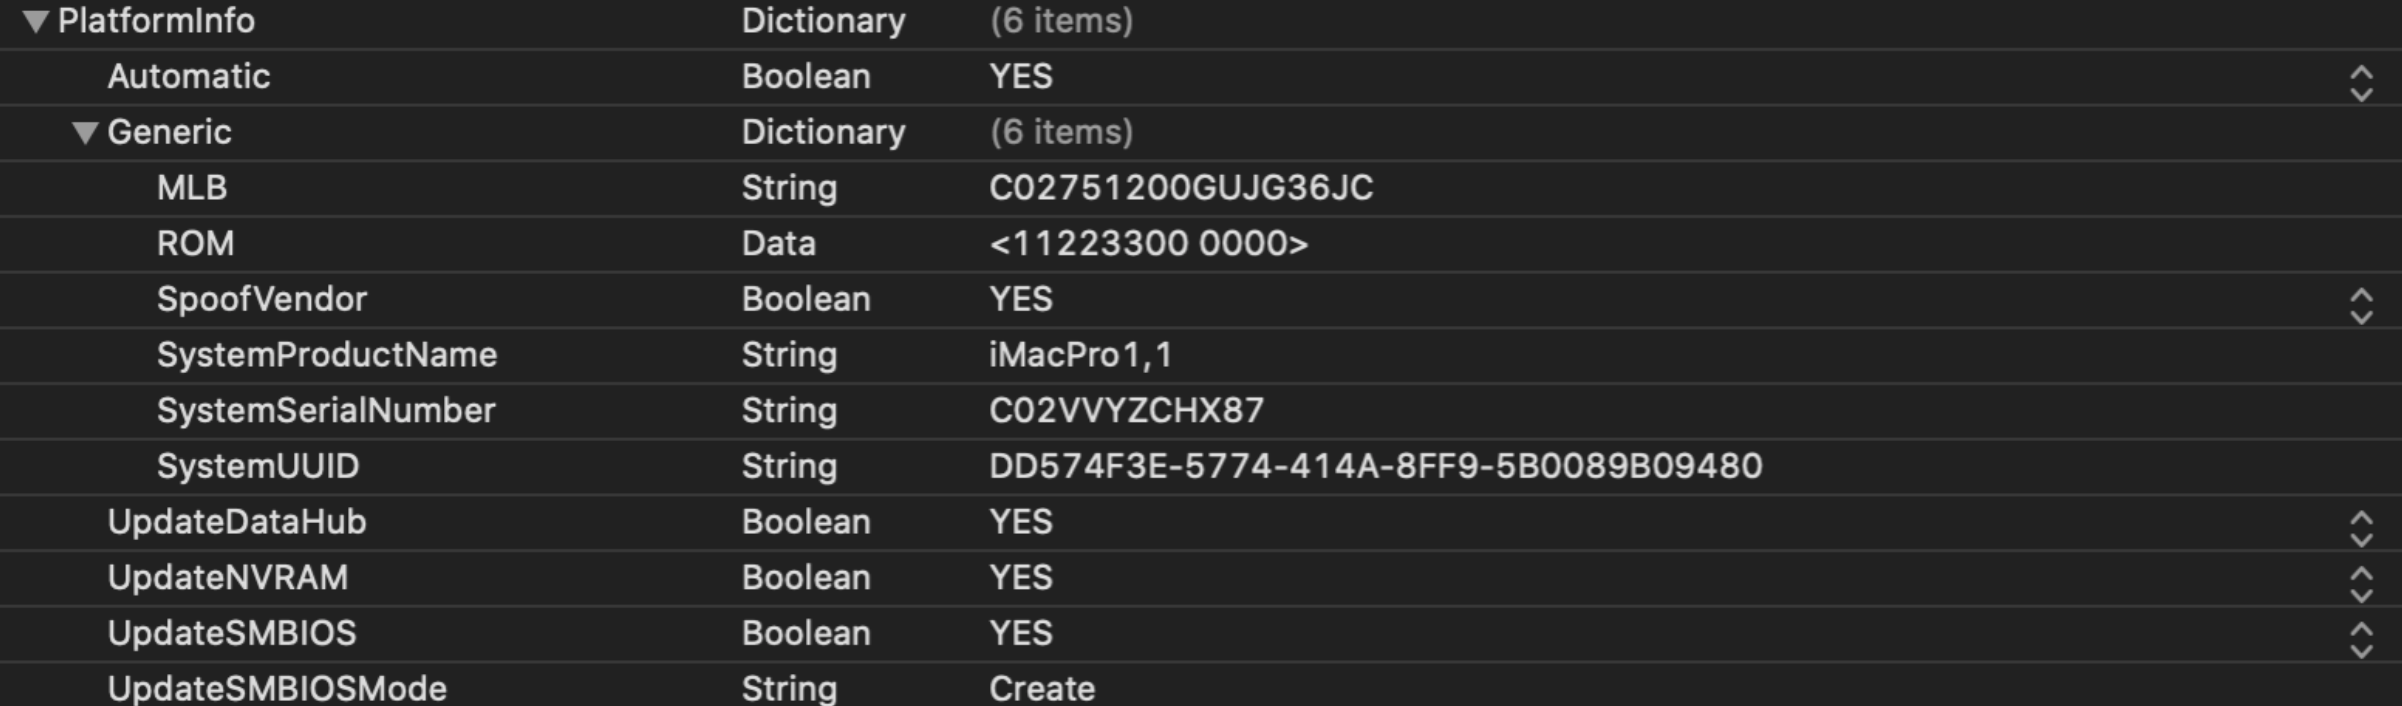 PlatformInfo Dictionary (6 items)
Automatic Boolean YES
Generic Dictionary (6 items)
MLB String C02751200GUJG36JC
ROM Data <11223300 0000>
SpoofVendor Boolean YES
SystemProductName String iMacPro1,1
SystemSerialNumber String C02VVYZCHX87
SystemUUID String DD574F3E-5774-414A-8FF9-5B0089B09480
UpdateDataHub Boolean YES
UpdateNVRAM Boolean YES
UpdateSMBIOS Boolean YES
UpdateSMBIOSMode String Create